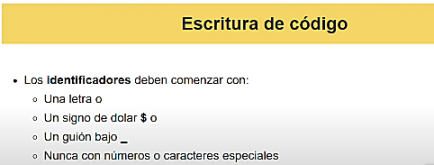 Escritura de código
• Los Identificadores deben comenzar con:
◦ Una letra o
◦ Un signo de dolar $ o
◦ Un guión bajo _
◦ Nunca con números o caracteres especiales